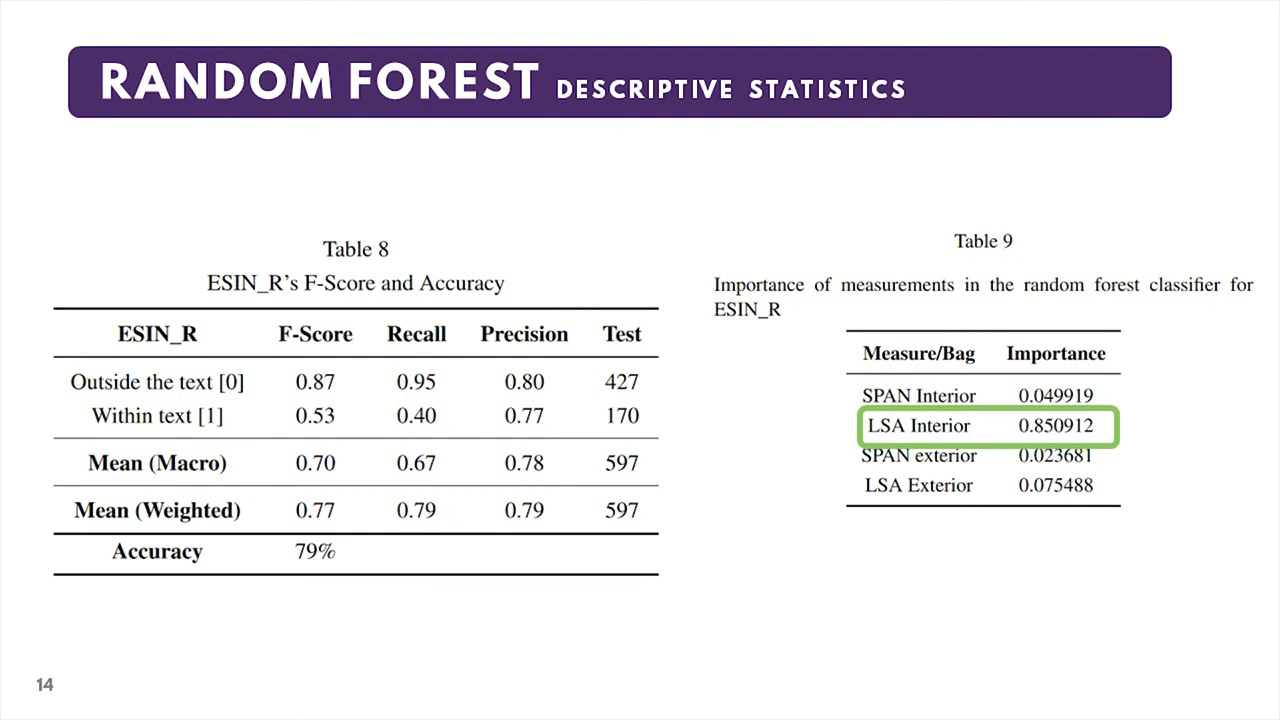 RANDOM FOREST DESCRIPTIVE STATISTICS
Table 8
ESIN_R's F-Score and Accuracy
ESIN_R F-Score Recall Precision Test
Outside the text [0] 0.87 0.95 0.80 427
Within text [1] 0.53 0.40 0.77 170
Mean (Macro) 0.70 0.67 0.78 597
Mean (Weighted) 0.77 0.79 0.79 597
Accuracy 79%
Table 9
Importance of measurements in the random forest classifier for
ESIN_R
Measure/Bag Importance
SPAN Interior 0.049919
LSA Interior 0.850912
SPAN exterior 0.023681
LSA Exterior 0.075488
14